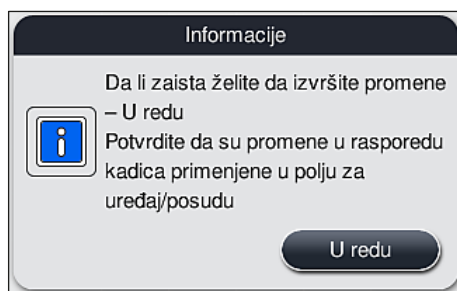 Informacije
Da li zaista želite da izvršite promene
– U redu
Potvrdite da su promene u rasporedu
kadica primenjene u polju za
uređaj/posudu
U redu